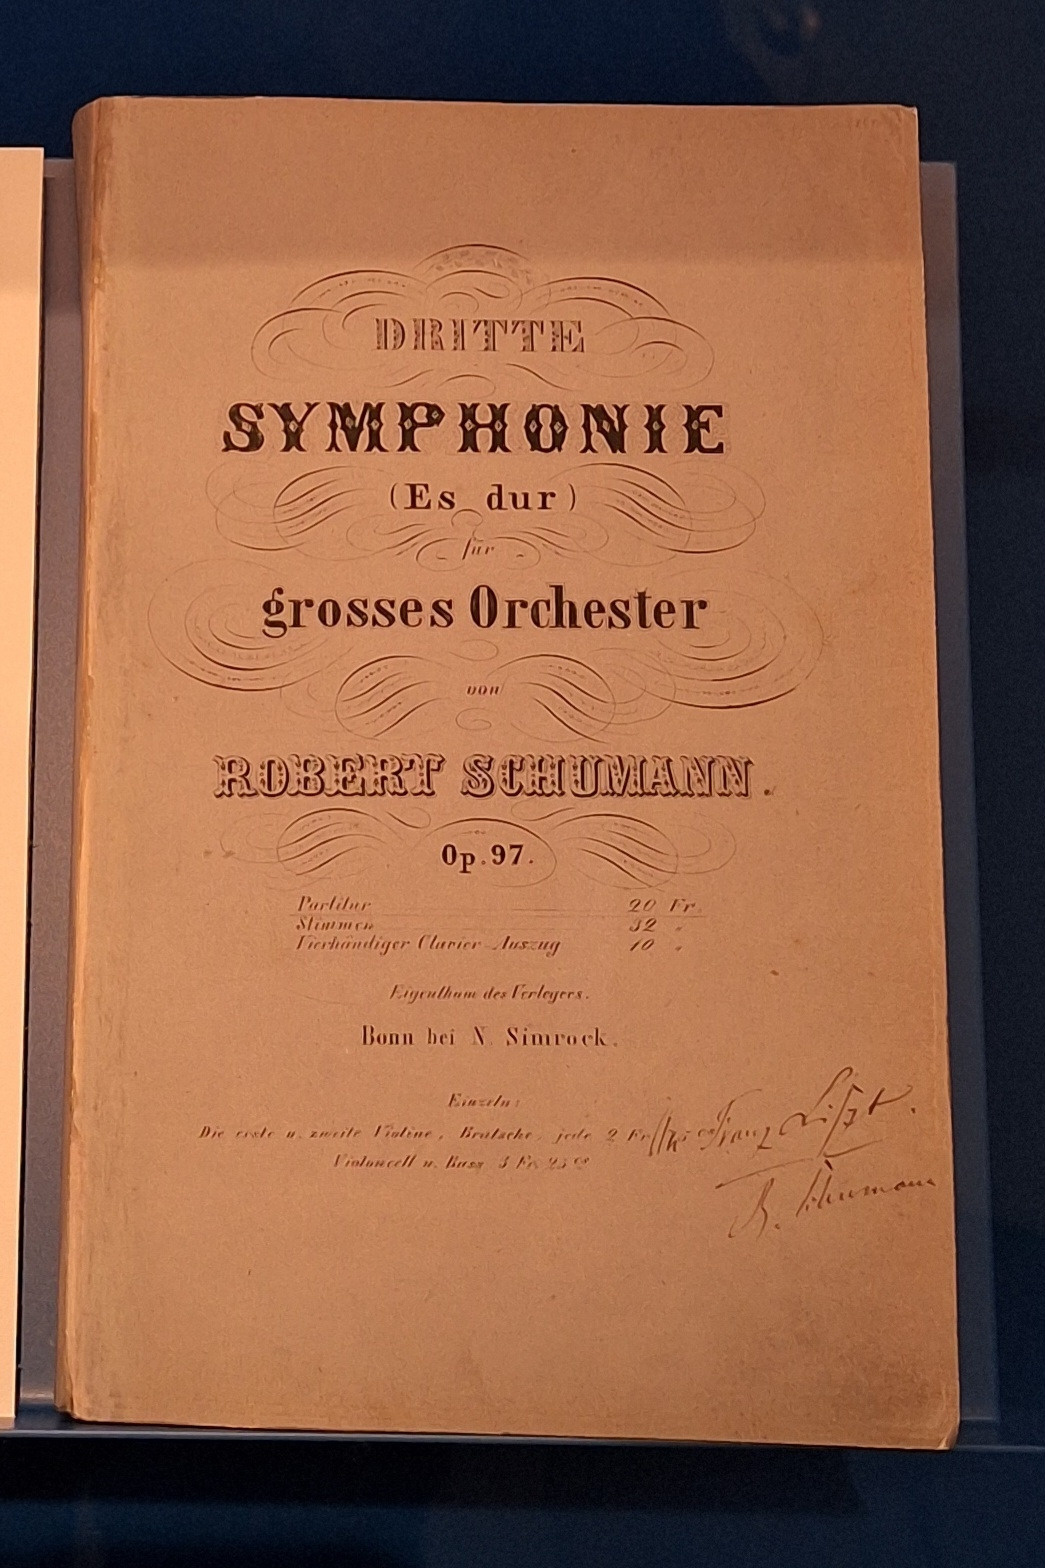 DRITTE
SYMPHONIE
(Es dur)
für
grosses Orchester
von
ROBERT SCHUMANN.
Op. 97.
Partitur 20 Fr.
Stimmen 32 "
Vierhändiger Clavier-Auszug 10 "
Eigenthum des Verlegers.
Bonn bei N. Simrock.
Einzeln:
Die erste u. zweite Violine, Bratsche, jede 2 Fr.
Violoncell u. Bass 3 Fr. 25 Ce
Franz Liszt.
R. Schumann